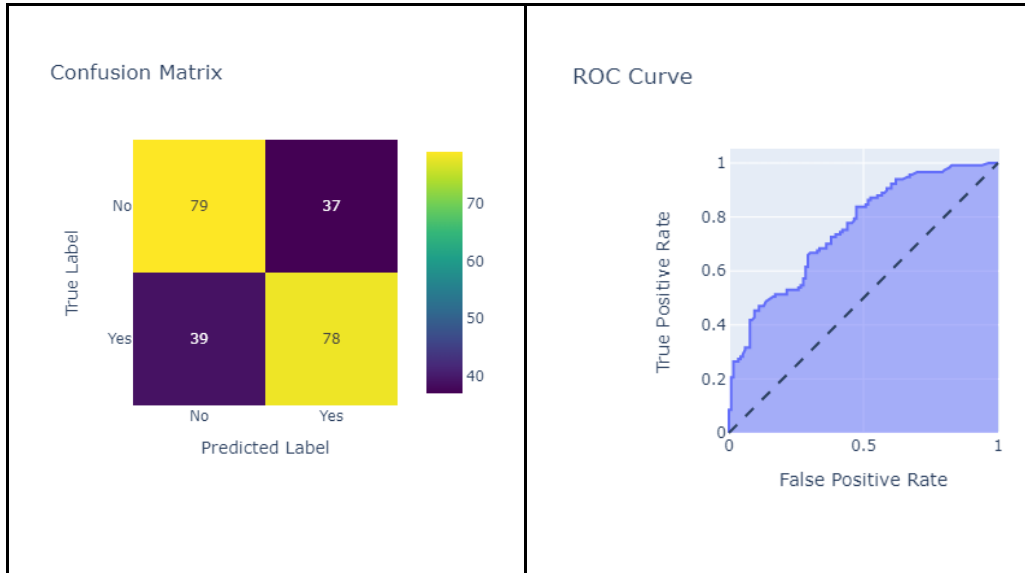 Confusion Matrix
No
79
37
True Label
Yes
39
78
No
Yes
Predicted Label
70
60
50
40
ROC Curve
1
0.8
0.6
0.4
0.2
0
True Positive Rate
0
0.5
1
False Positive Rate